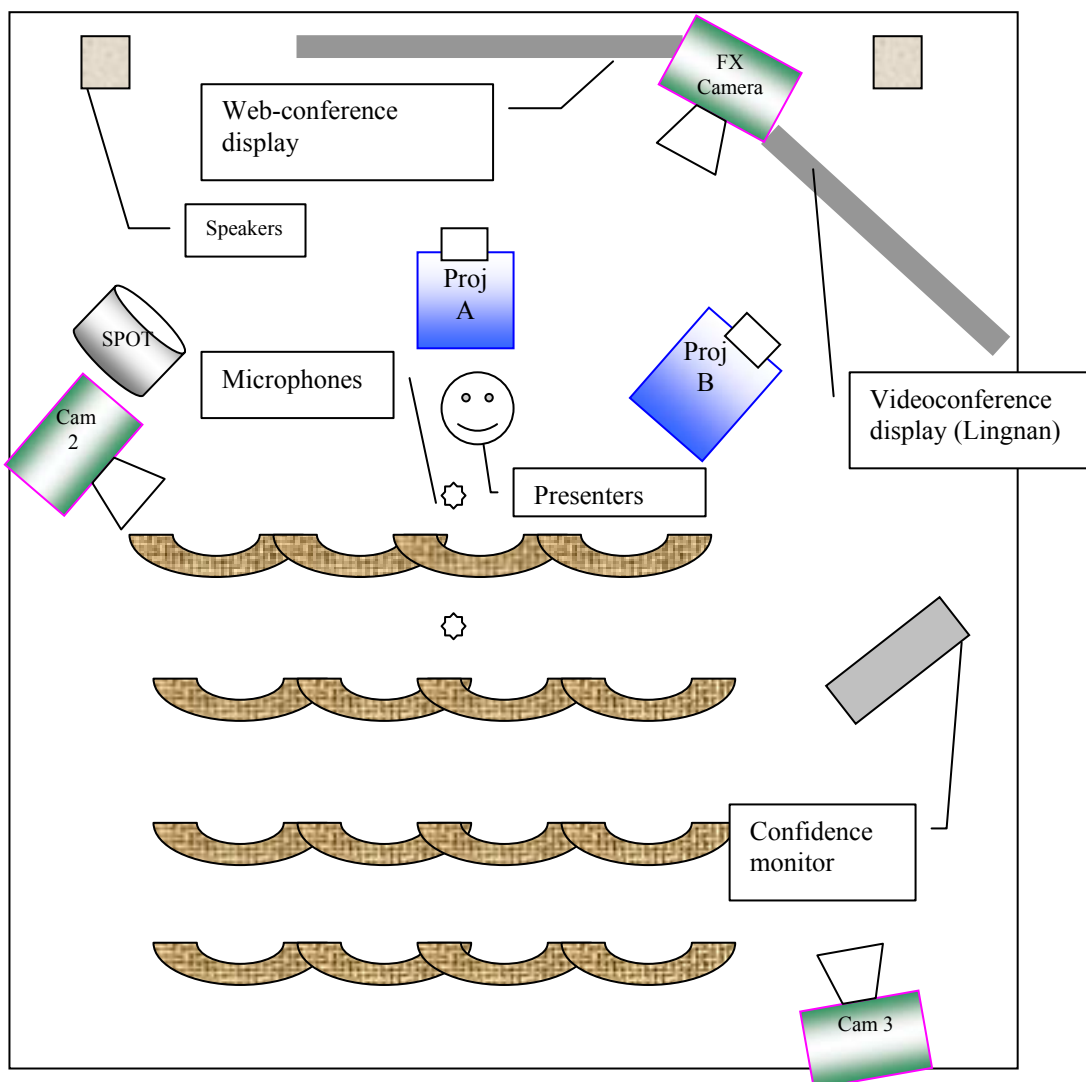 FX
Camera
Web-conference
display
Speakers
Proj
A
SPOT
Microphones
Proj
B
Cam
2
Videoconference
display (Lingnan)
Presenters
Confidence
monitor
Cam 3